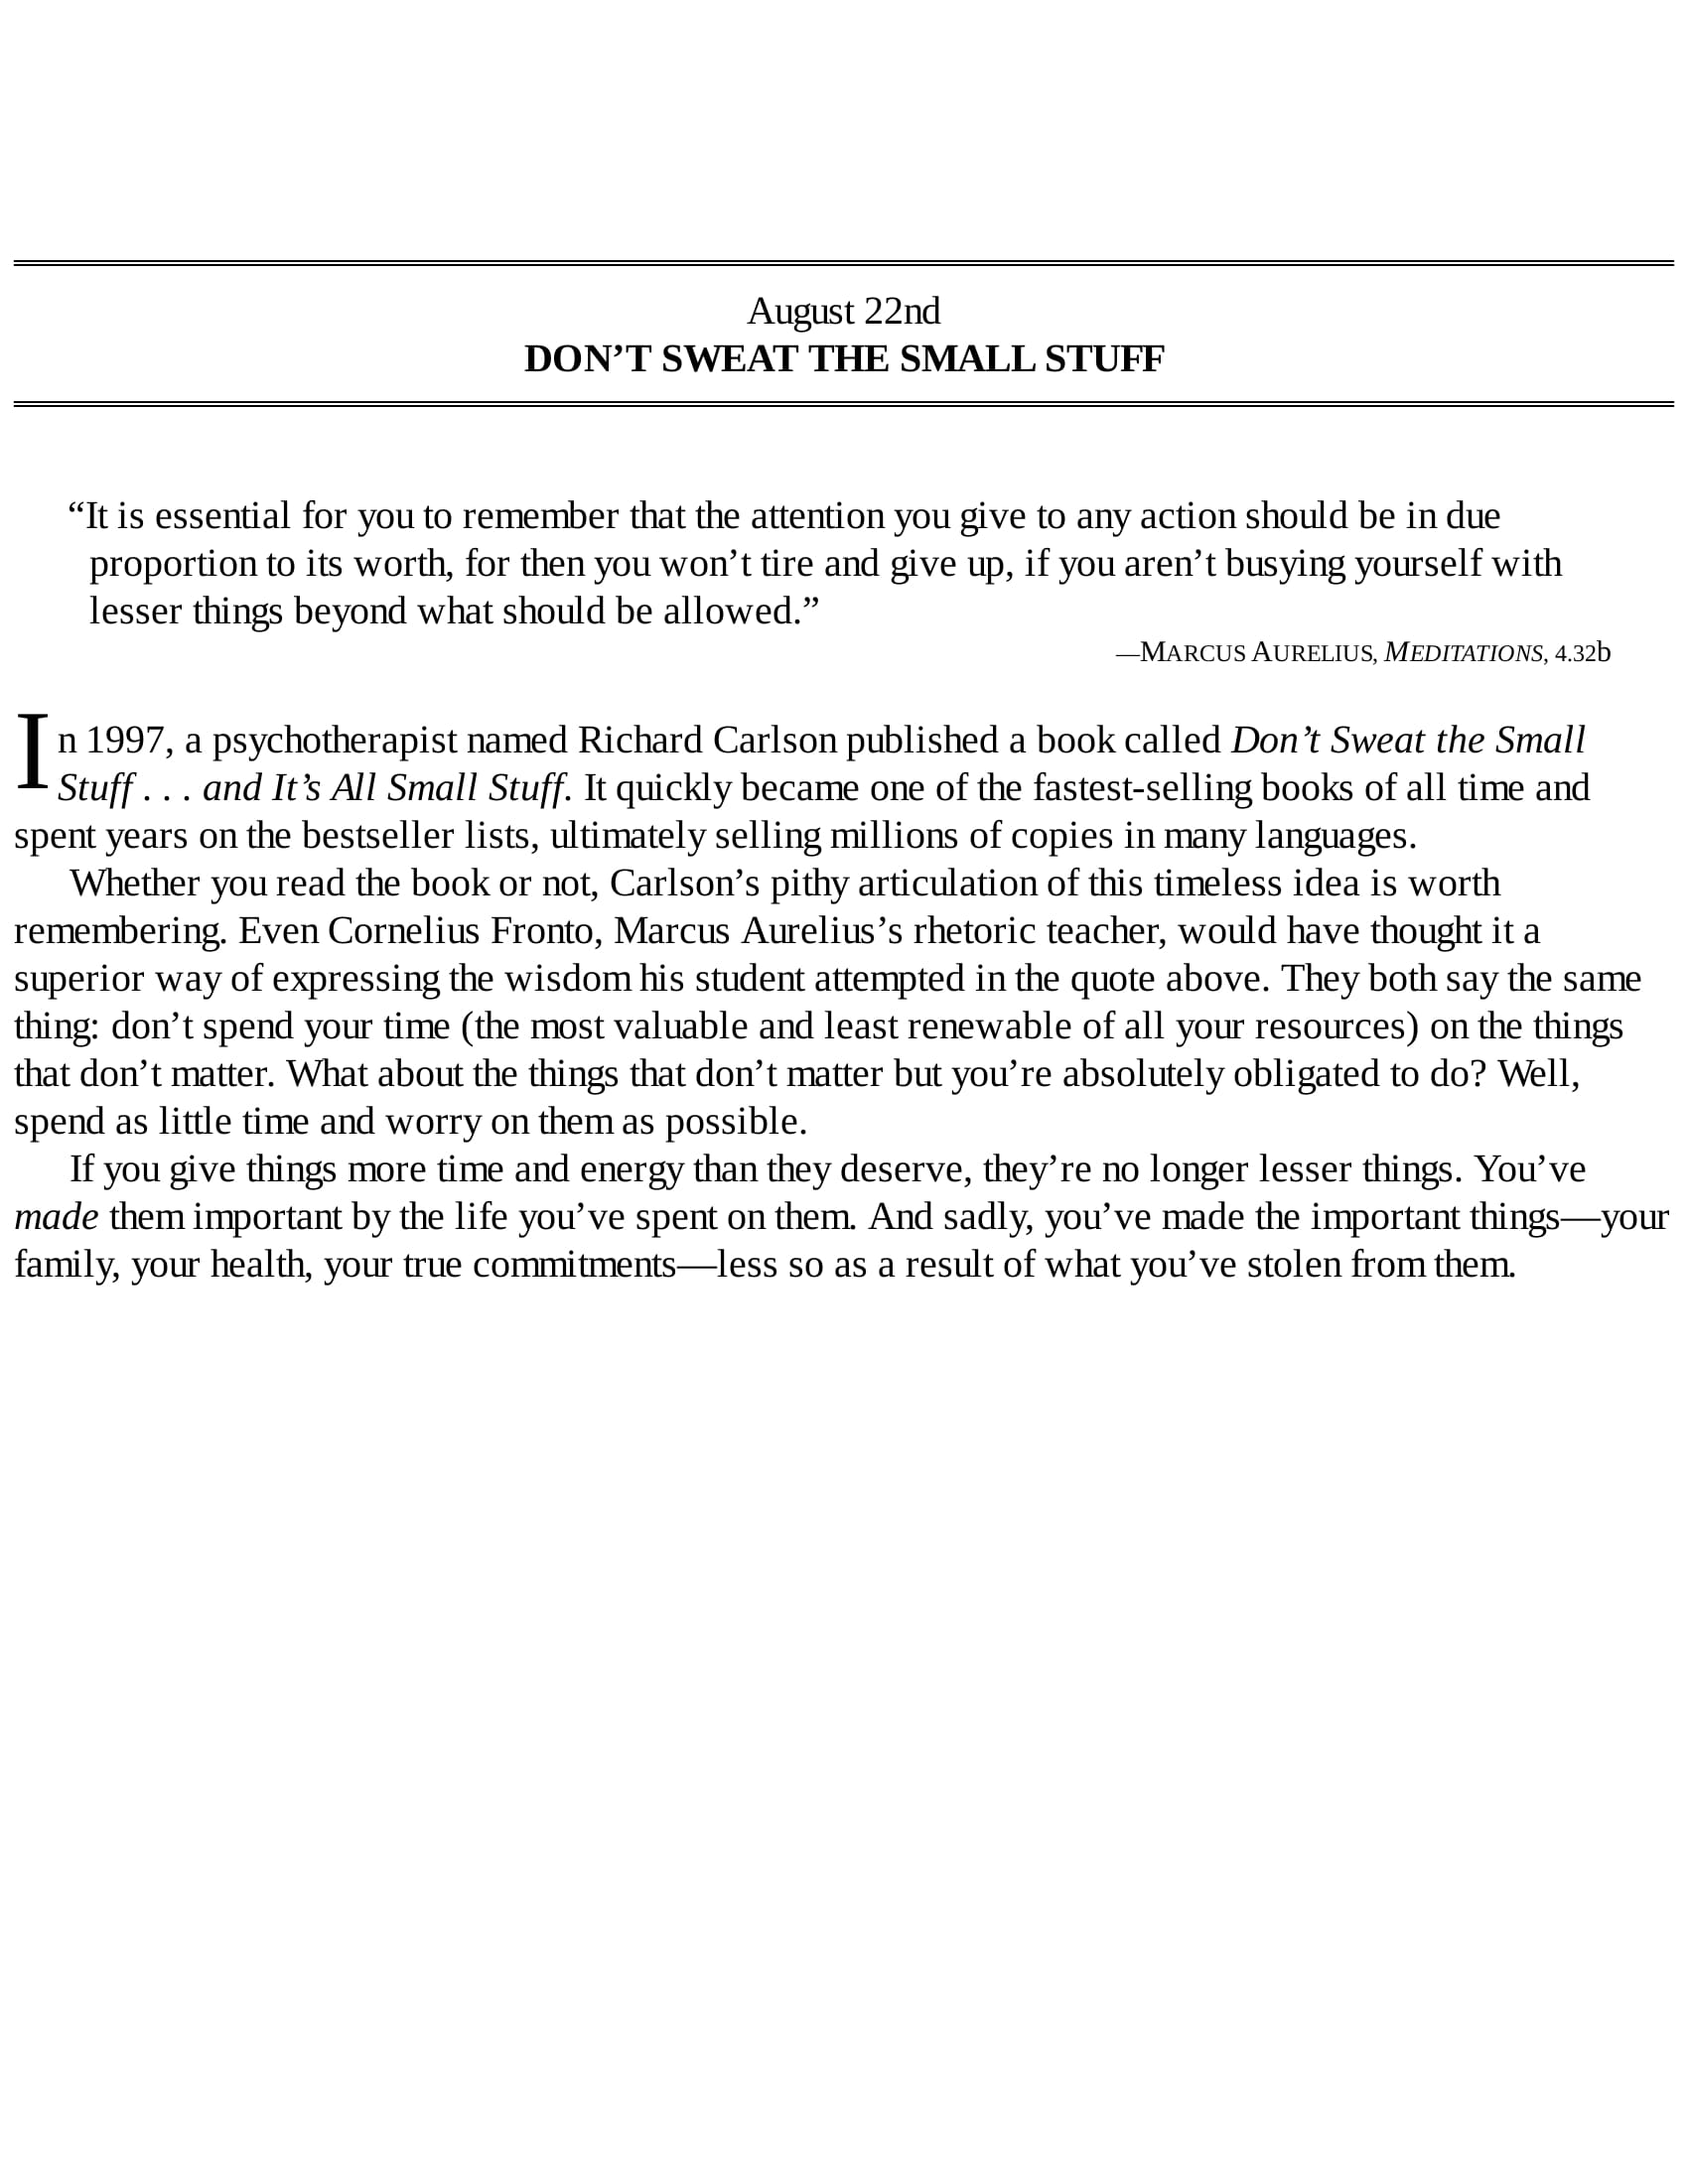 August 22nd
DON’T SWEAT THE SMALL STUFF
“It is essential for you to remember that the attention you give to any action should be in due
proportion to its worth, for then you won’t tire and give up, if you aren’t busying yourself with
lesser things beyond what should be allowed.”
—MARCUS AURELIUS, MEDITATIONS, 4.32b
In 1997, a psychotherapist named Richard Carlson published a book called Don’t Sweat the Small
Stuff . . . and It’s All Small Stuff. It quickly became one of the fastest-selling books of all time and
spent years on the bestseller lists, ultimately selling millions of copies in many languages.
Whether you read the book or not, Carlson’s pithy articulation of this timeless idea is worth
remembering. Even Cornelius Fronto, Marcus Aurelius’s rhetoric teacher, would have thought it a
superior way of expressing the wisdom his student attempted in the quote above. They both say the same
thing: don’t spend your time (the most valuable and least renewable of all your resources) on the things
that don’t matter. What about the things that don’t matter but you’re absolutely obligated to do? Well,
spend as little time and worry on them as possible.
If you give things more time and energy than they deserve, they’re no longer lesser things. You’ve
made them important by the life you’ve spent on them. And sadly, you’ve made the important things—your
family, your health, your true commitments—less so as a result of what you’ve stolen from them.